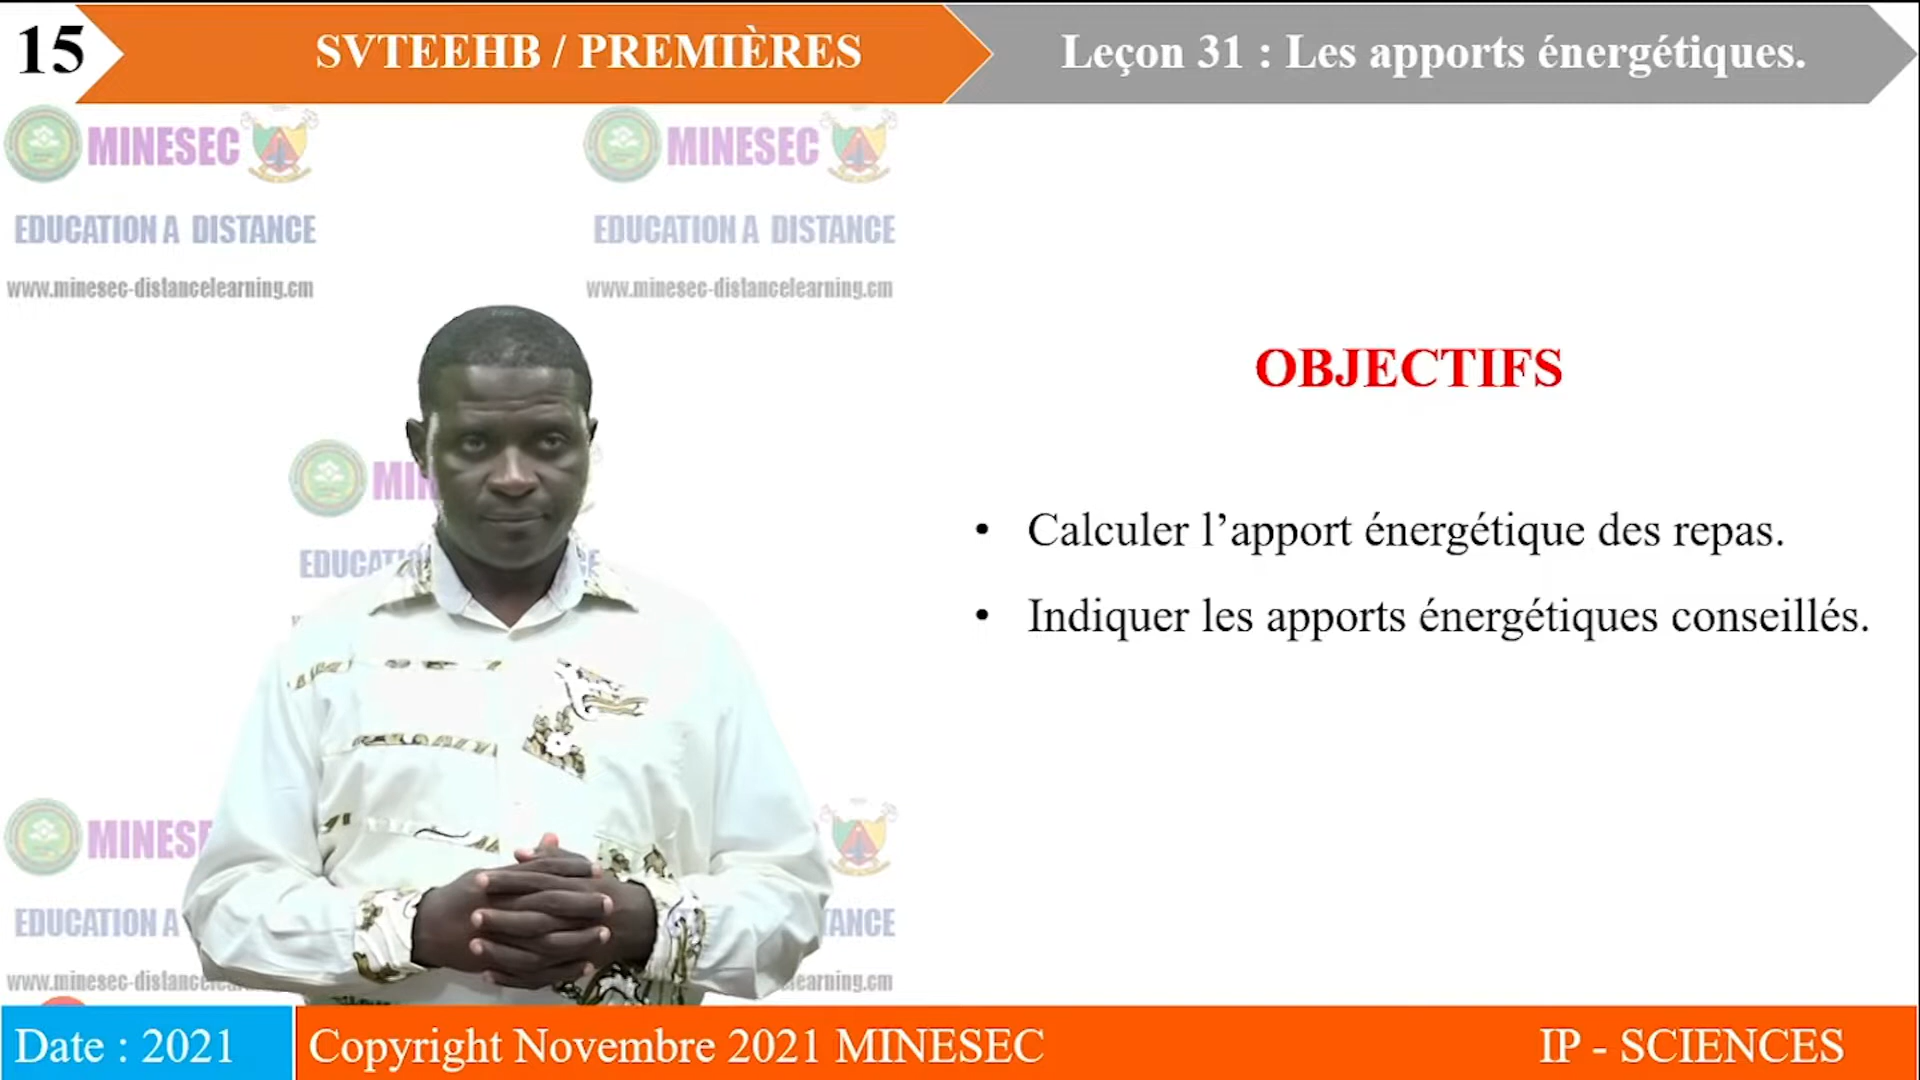 15
SVTEEHB / PREMIÈRES
Leçon 31 : Les apports énergétiques.
MINESEC
EDUCATION A DISTANCE
www.minesec-distancelearning.cm
MINESEC
EDUCATION A DISTANCE
www.minesec-distancelearning.cm
OBJECTIFS
• Calculer l’apport énergétique des repas.
• Indiquer les apports énergétiques conseillés.
Date : 2021
Copyright Novembre 2021 MINESEC
IP - SCIENCES